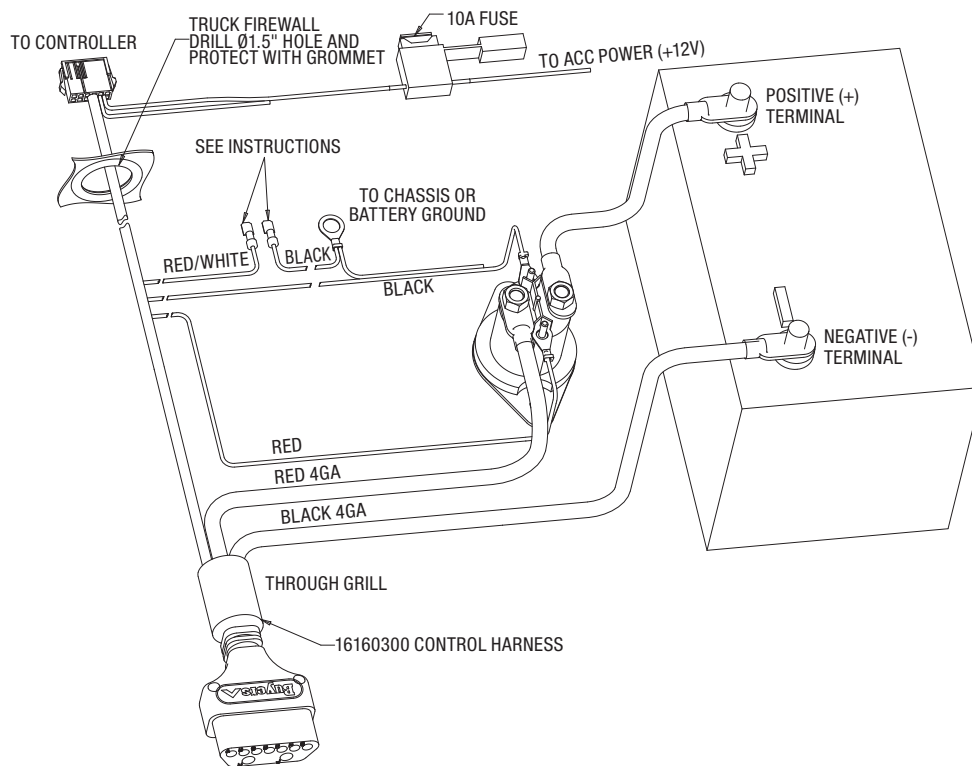 10A FUSE
TRUCK FIREWALL
DRILL Ø1.5" HOLE AND
PROTECT WITH GROMMET
TO CONTROLLER
TO ACC POWER (+12V)
POSITIVE (+)
TERMINAL
SEE INSTRUCTIONS
TO CHASSIS OR
BATTERY GROUND
RED/WHITE
BLACK
BLACK
NEGATIVE (-)
TERMINAL
RED
RED 4GA
BLACK 4GA
THROUGH GRILL
16160300 CONTROL HARNESS
Buyers